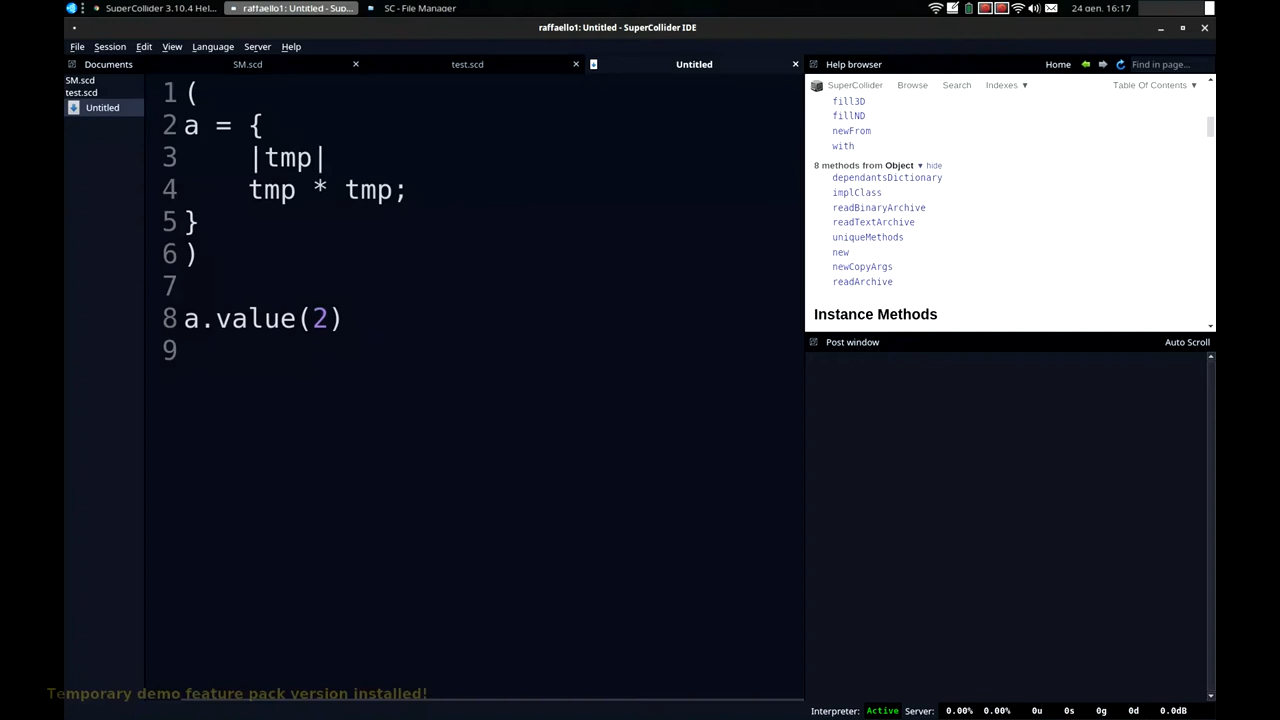 SuperCollider 3.10.4 Hel...
raffaello1: Untitled - Sup...
SC - File Manager
24 gen, 16:17
raffaello1: Untitled - SuperCollider IDE
File Session Edit View Language Server Help
Documents
SM.scd
test.scd
Untitled
Help browser
Home
Find in page...
SM.scd
test.scd
Untitled
1 (
2 a = {
3 |tmp|
4 tmp * tmp;
5 }
6 )
7
8 a.value(2)
9
SuperCollider Browse Search Indexes ▼ Table Of Contents ▼
fill3D
fillND
newFrom
with
8 methods from Object ▾ hide
dependantsDictionary
implClass
readBinaryArchive
readTextArchive
uniqueMethods
new
newCopyArgs
readArchive
Instance Methods
Post window
Auto Scroll
Temporary demo feature pack version installed!
Interpreter: Active Server: 0.00% 0.00% 0u 0s 0g 0d 0.0dB